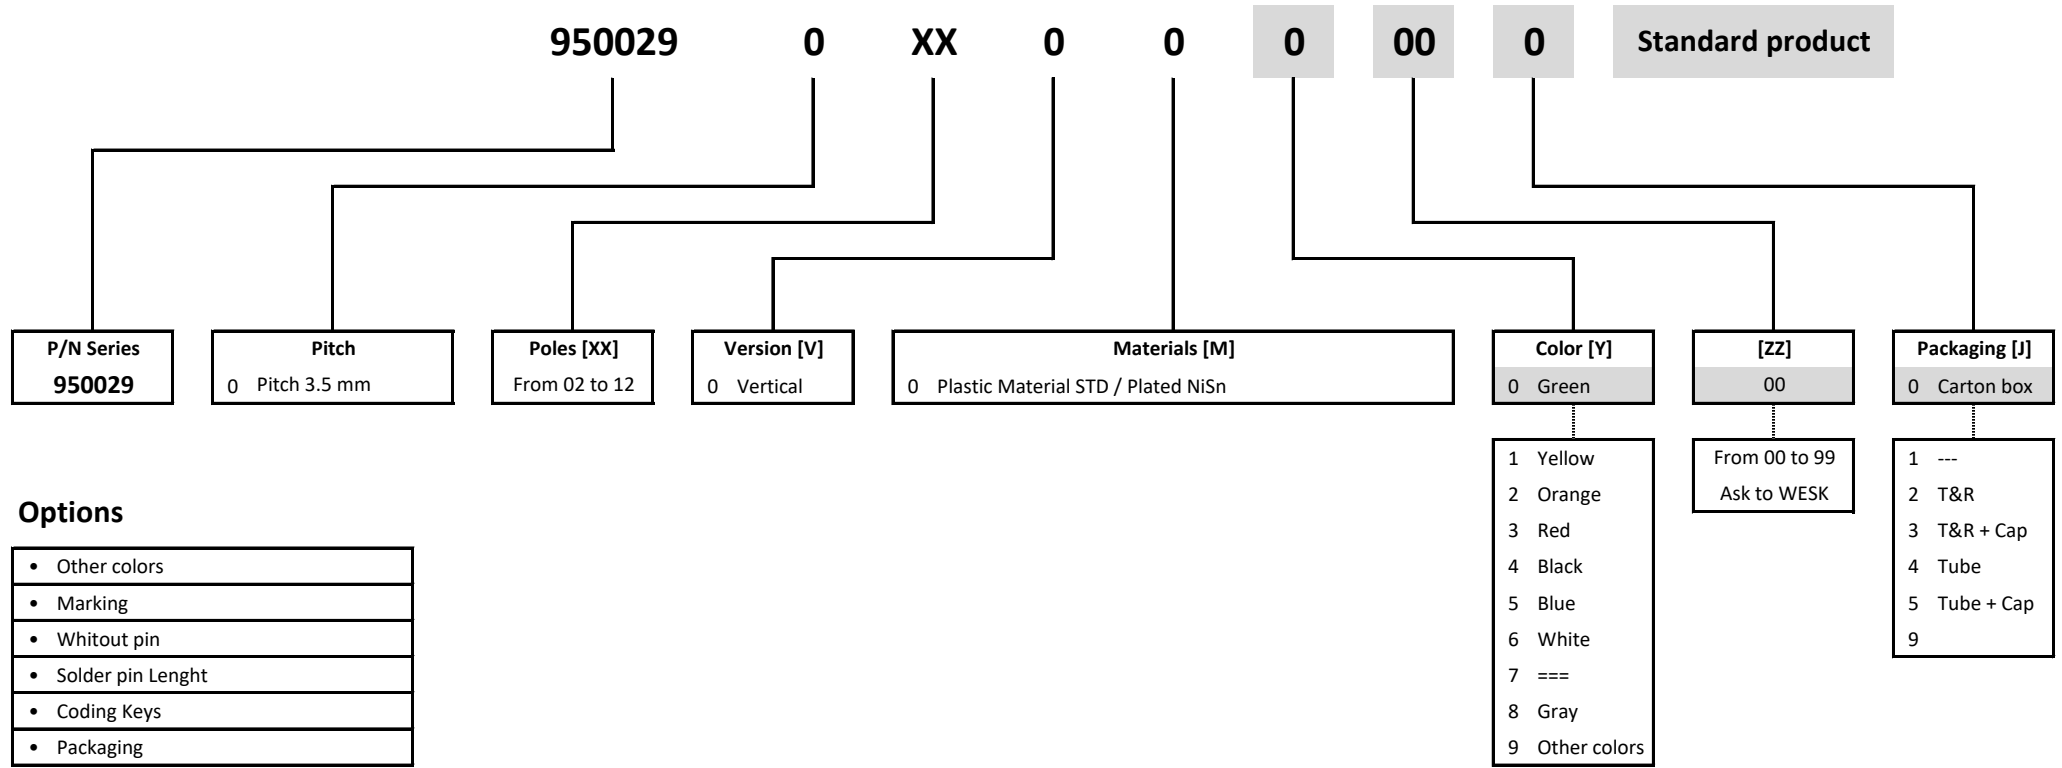 950029 0 XX 0 0 0 00 0 Standard product
P/N Series
950029
Pitch
0 Pitch 3.5 mm
Poles [XX]
From 02 to 12
Version [V]
0 Vertical
Materials [M]
0 Plastic Material STD / Plated NiSn
Color [Y]
0 Green
1 Yellow
2 Orange
3 Red
4 Black
5 Blue
6 White
7 ===
8 Gray
9 Other colors
[ZZ]
00
From 00 to 99
Ask to WESK
Packaging [J]
0 Carton box
1 ---
2 T&R
3 T&R + Cap
4 Tube
5 Tube + Cap
9
Options
• Other colors
• Marking
• Whitout pin
• Solder pin Lenght
• Coding Keys
• Packaging